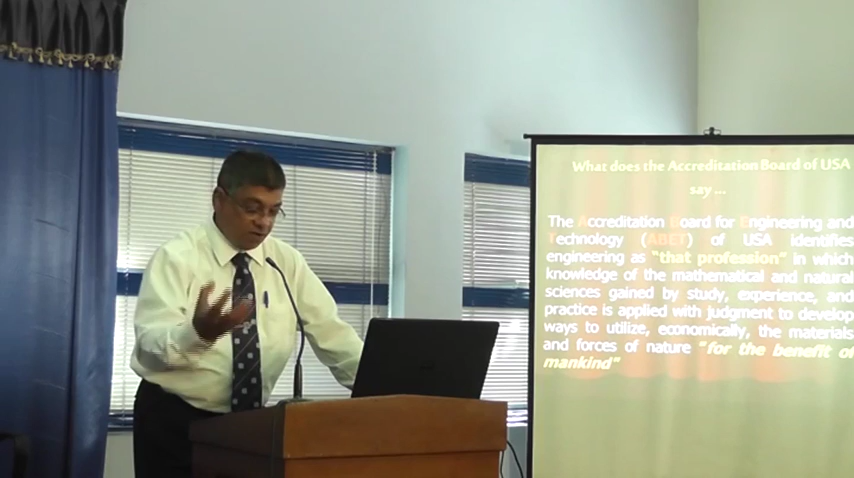 What does the Accreditation Board of USA
say ...
The Accreditation Board for Engineering and
Technology (ABET) of USA identifies
engineering as "that profession" in which
knowledge of the mathematical and natural
sciences gained by study, experience, and
practice is applied with judgment to develop
ways to utilize, economically, the materials
and forces of nature "for the benefit of
mankind"